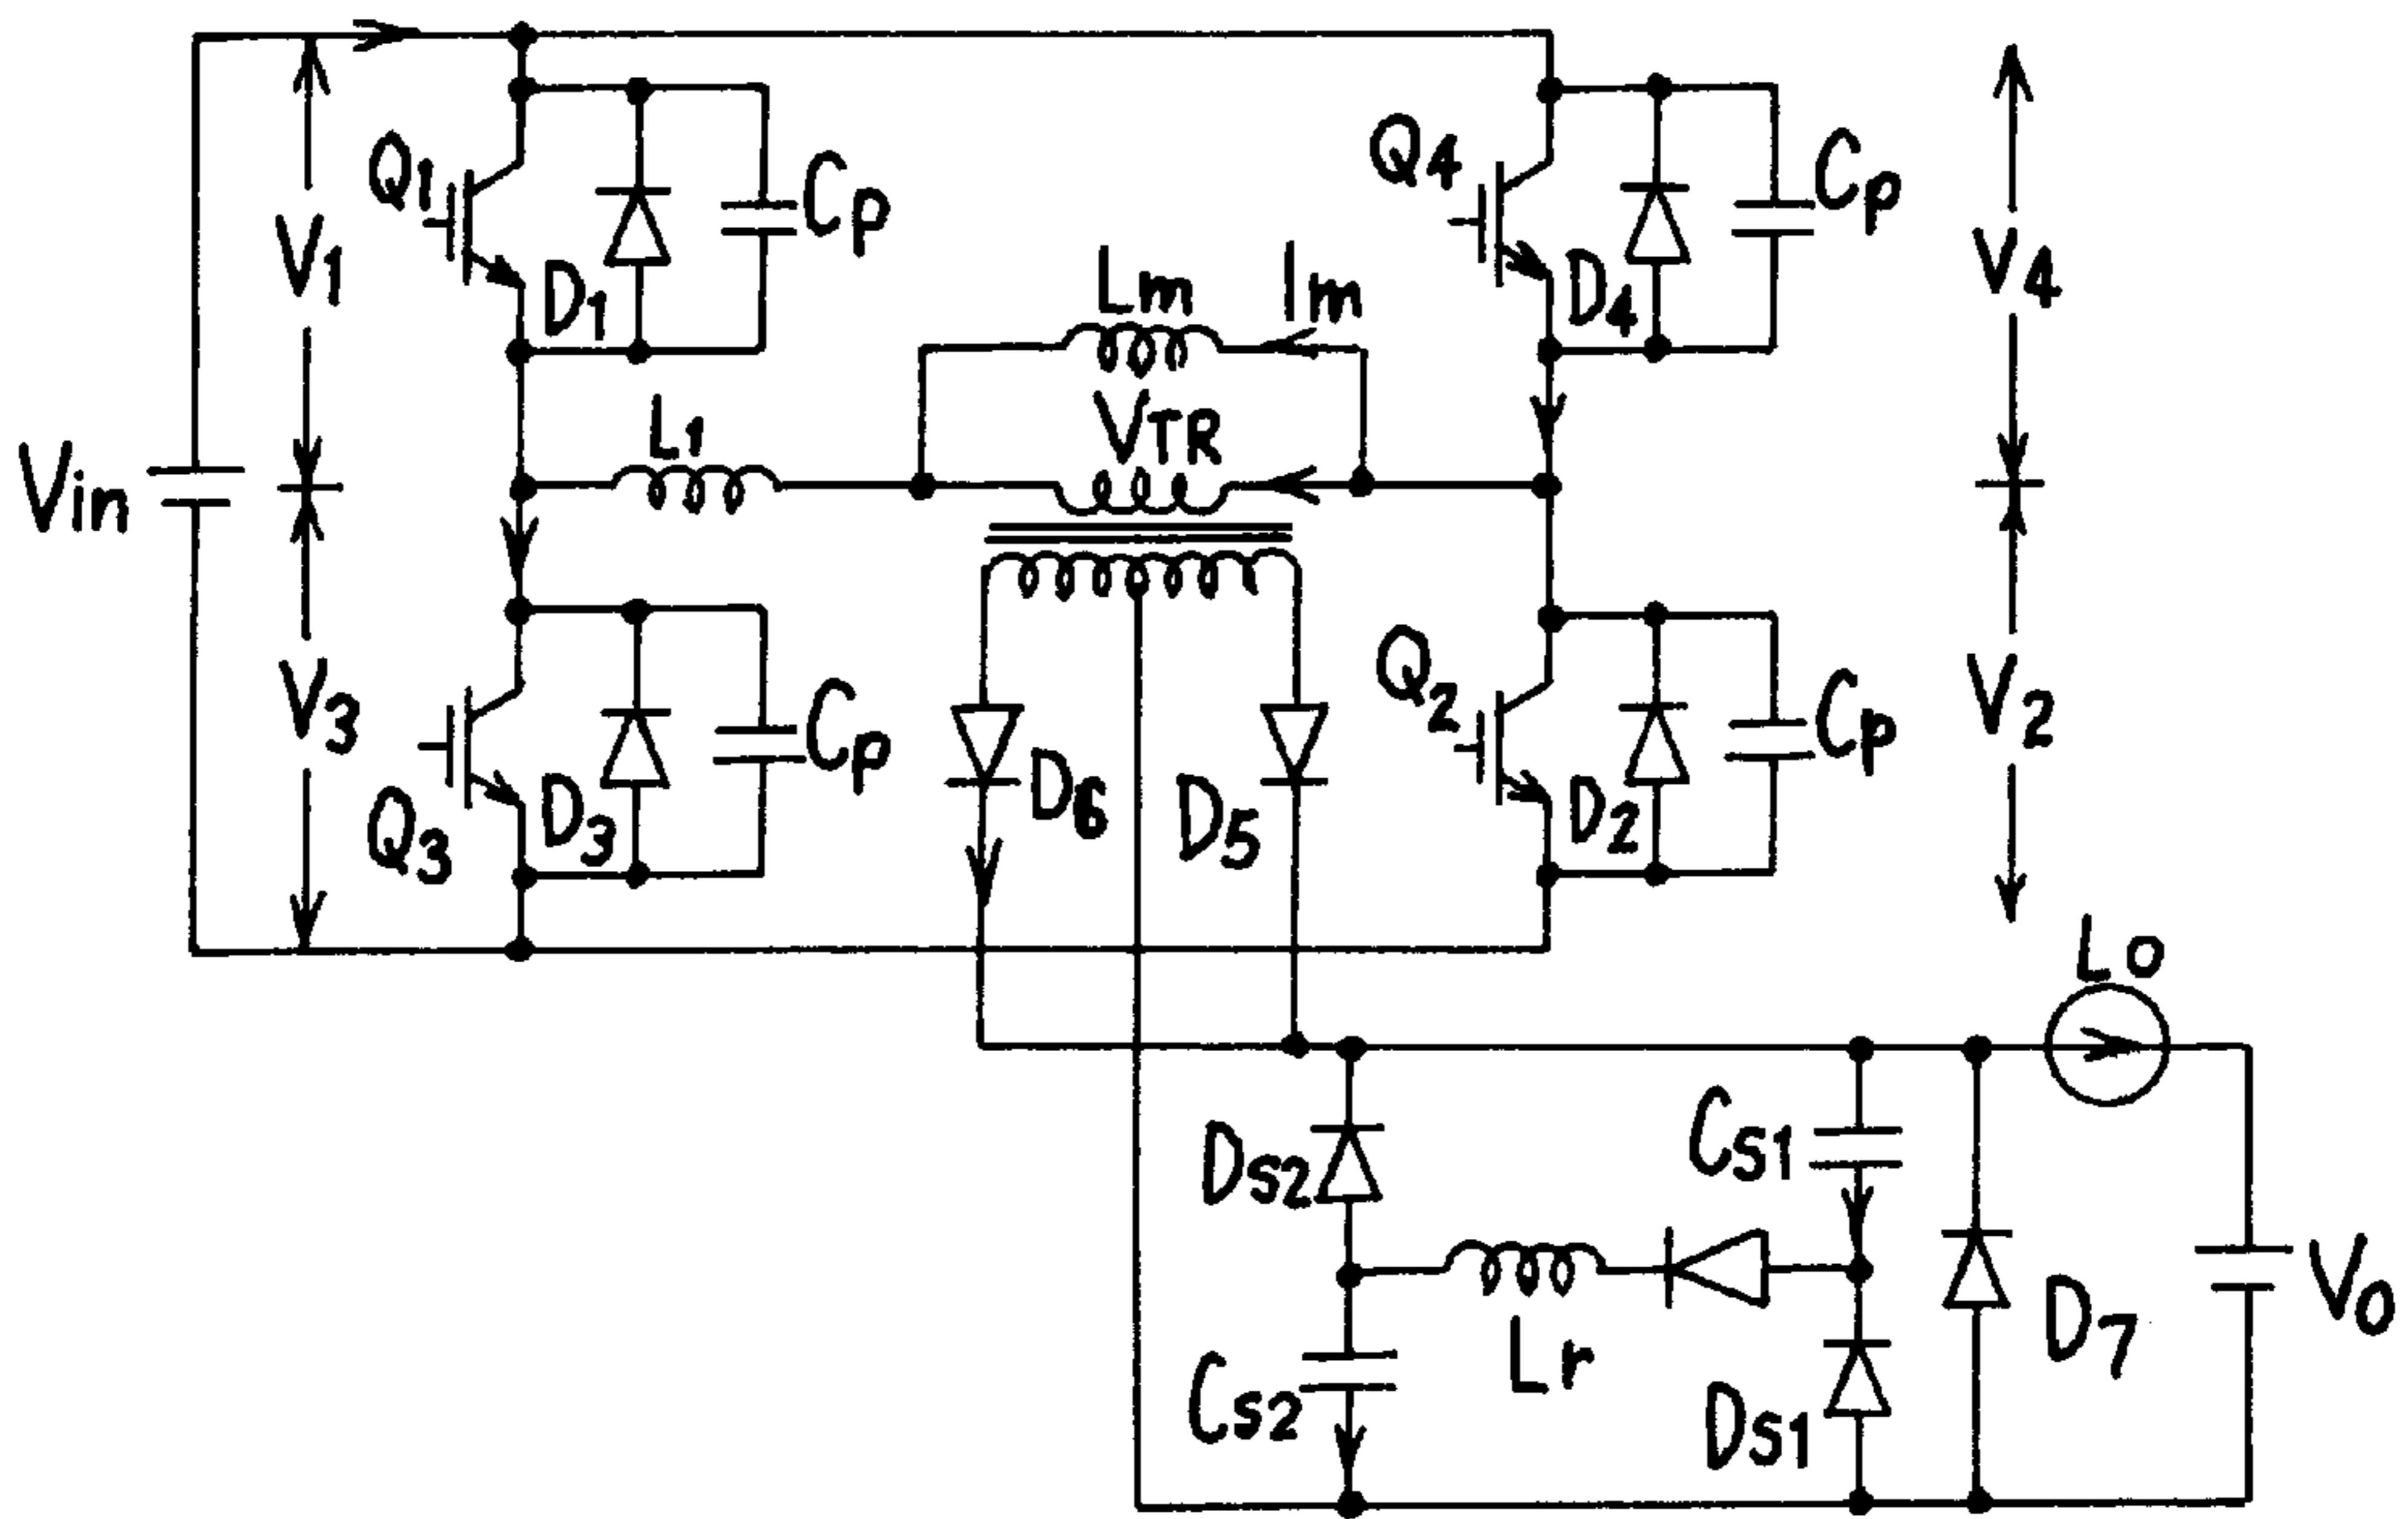 Q1
Cp
Q4
Cp
V1
D1
Lm
Im
D4
V4
L1
VTR
Vin
Q3
V3
D3
Cp
D6
D5
Q2
D2
Cp
V2
Lo
Ds2
Cs1
Cs2
Lr
Ds1
D7
Vo